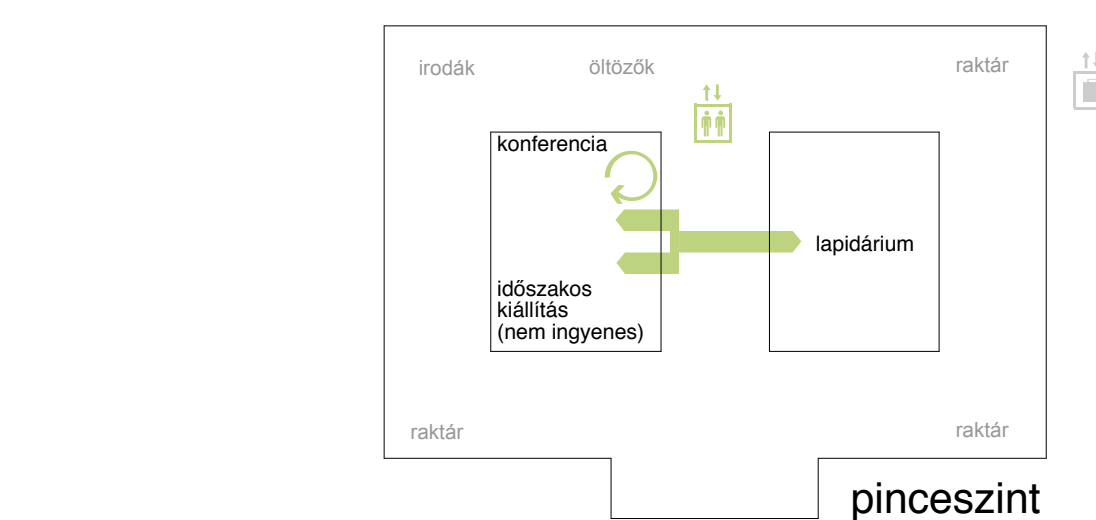 irodák
öltözők
raktár
konferencia
lapidárium
időszakos
kiállítás
(nem ingyenes)
raktár
raktár
pinceszint